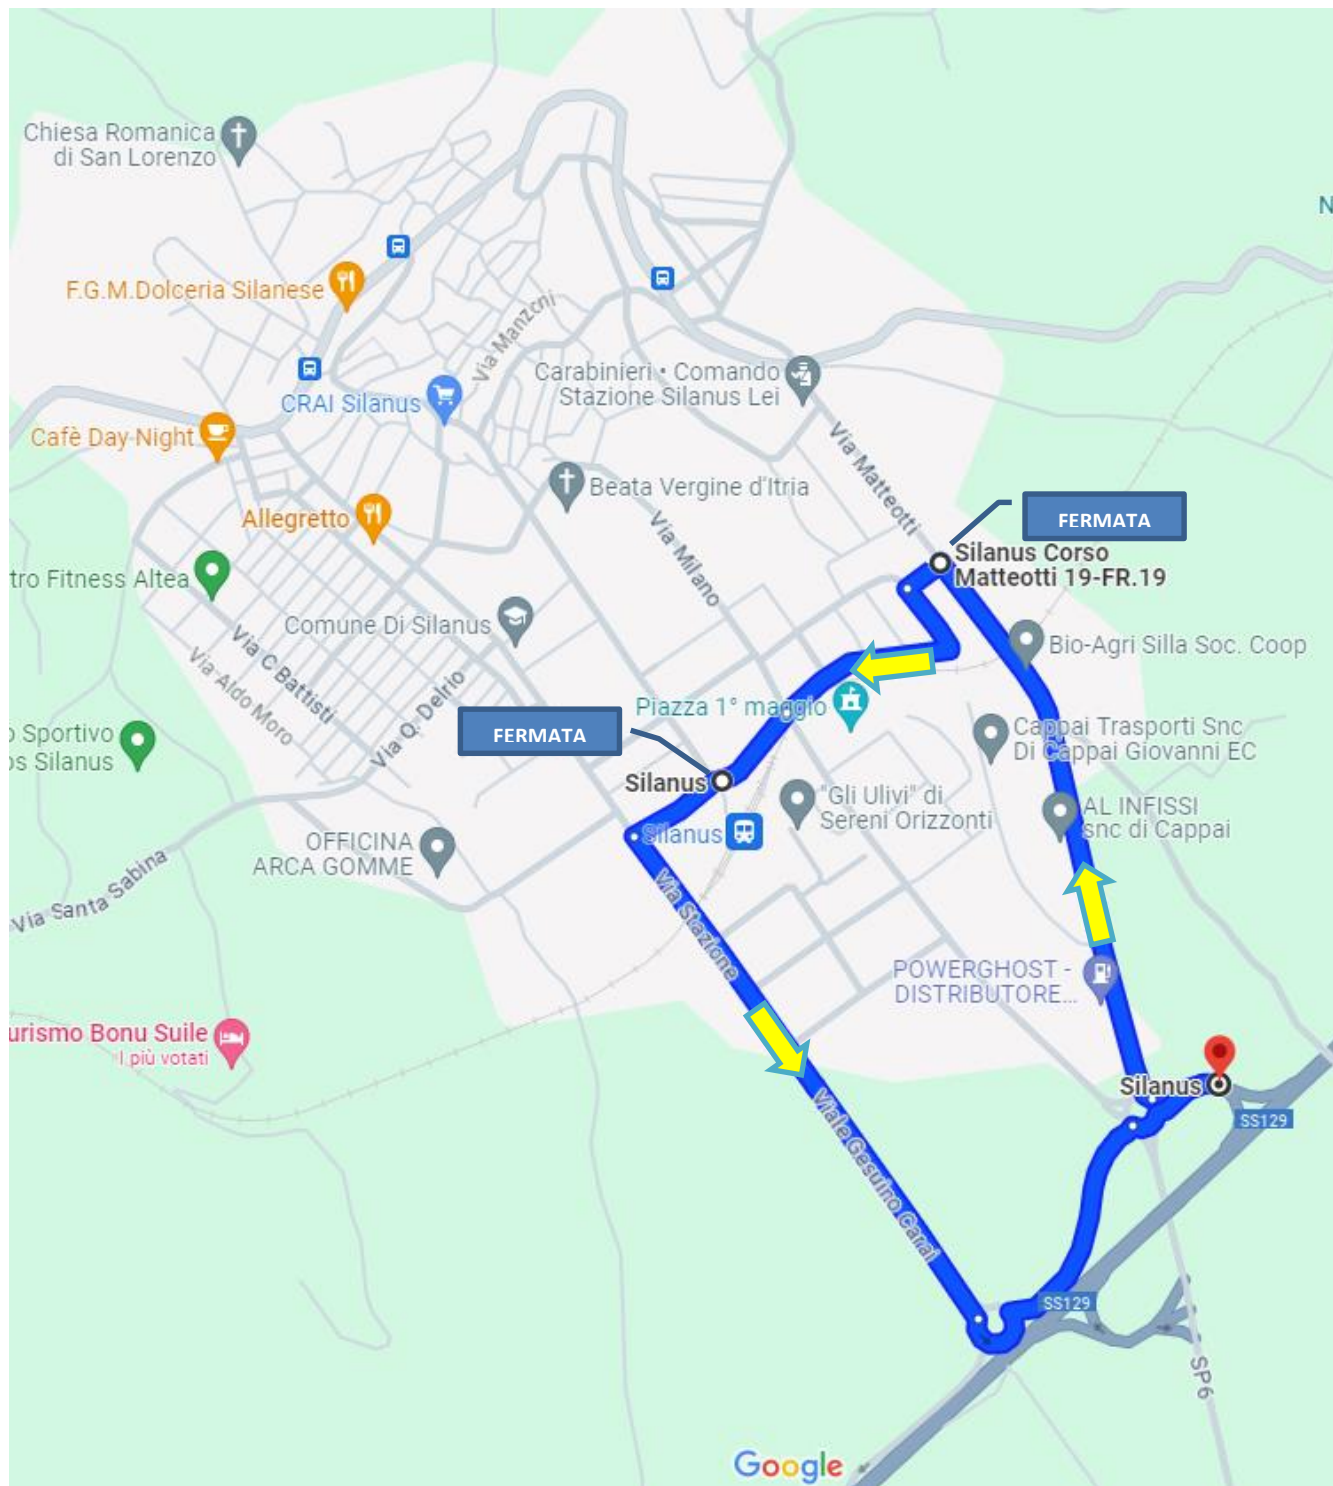 Chiesa Romanica
di San Lorenzo
N
F.G.M.Dolceria Silanese
Via Manzoni
Carabinieri • Comando
Stazione Silanus Lei
CRAI Silanus
Cafè Day Night
Via Matteotti
Beata Vergine d'Itria
Allegretto
FERMATA
Via Milano
Silanus Corso
Matteotti 19-FR.19
tro Fitness Altea
Comune Di Silanus
Bio-Agri Silla Soc. Coop
Via C Battisti
Via Aldo Moro
Via Q. Delrio
Piazza 1° maggio
o Sportivo
os Silanus
FERMATA
Cappai Trasporti Snc
Di Cappai Giovanni EC
Silanus
"Gli Ulivi" di
Sereni Orizzonti
AL INFISSI
snc di Cappai
Silanus
OFFICINA
ARCA GOMME
Via Santa Sabina
Via Stazione
POWERGHOST -
DISTRIBUTORE...
urismo Bonu Suile
I più votati
Silanus
SS129
Viale Gesuino Canai
SS129
SP6
Google